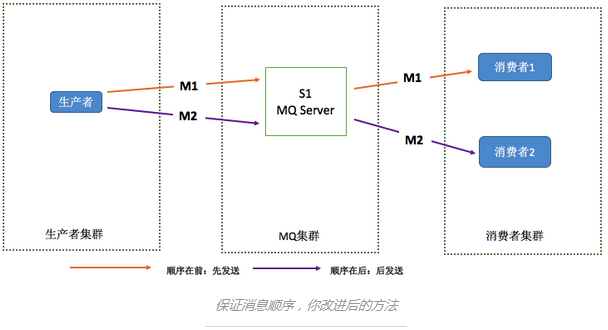 M1
M2
生产者
S1
MQ Server
M1
M2
消费者1
消费者2
生产者集群
MQ集群
消费者集群
顺序在前：先发送
顺序在后：后发送
保证消息顺序，你改进后的方法